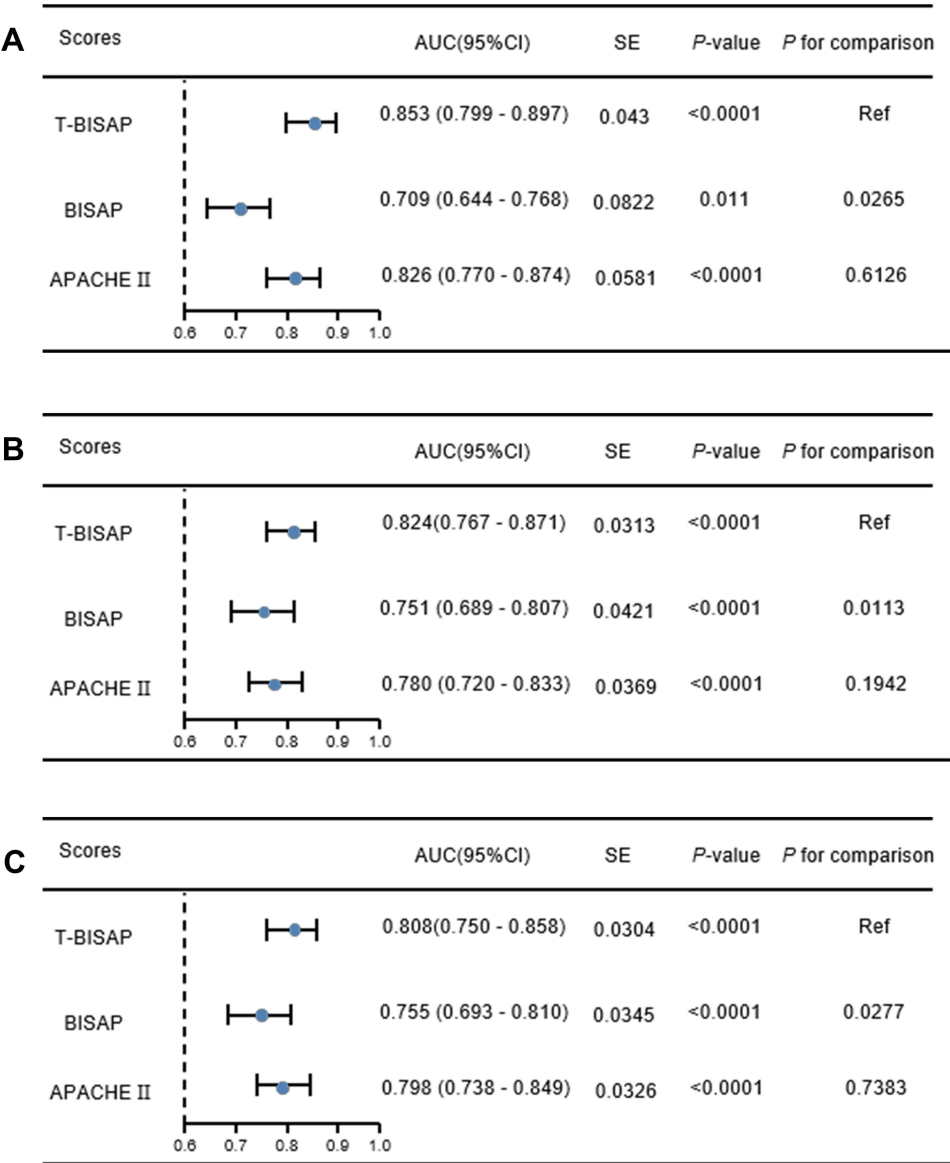 A
Scores AUC(95%CI) SE P-value P for comparison
T-BISAP 0.853 (0.799 - 0.897) 0.043 <0.0001 Ref
BISAP 0.709 (0.644 - 0.768) 0.0822 0.011 0.0265
APACHE II 0.826 (0.770 - 0.874) 0.0581 <0.0001 0.6126
0.6 0.7 0.8 0.9 1.0
B
Scores AUC(95%CI) SE P-value P for comparison
T-BISAP 0.824(0.767 - 0.871) 0.0313 <0.0001 Ref
BISAP 0.751 (0.689 - 0.807) 0.0421 <0.0001 0.0113
APACHE II 0.780 (0.720 - 0.833) 0.0369 <0.0001 0.1942
0.6 0.7 0.8 0.9 1.0
C
Scores AUC(95%CI) SE P-value P for comparison
T-BISAP 0.808(0.750 - 0.858) 0.0304 <0.0001 Ref
BISAP 0.755 (0.693 - 0.810) 0.0345 <0.0001 0.0277
APACHE II 0.798 (0.738 - 0.849) 0.0326 <0.0001 0.7383
0.6 0.7 0.8 0.9 1.0